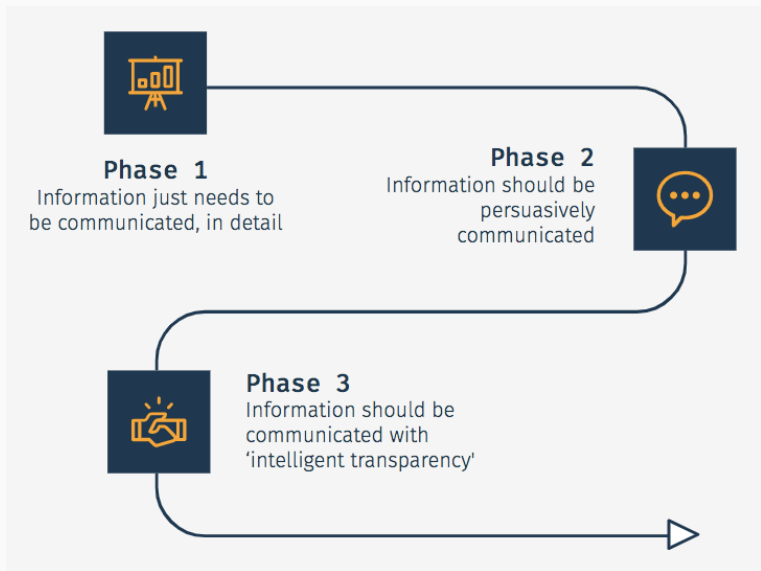 Phase 1
Information just needs to
be communicated, in detail
Phase 2
Information should be
persuasively
communicated
Phase 3
Information should be
communicated with
‘intelligent transparency'